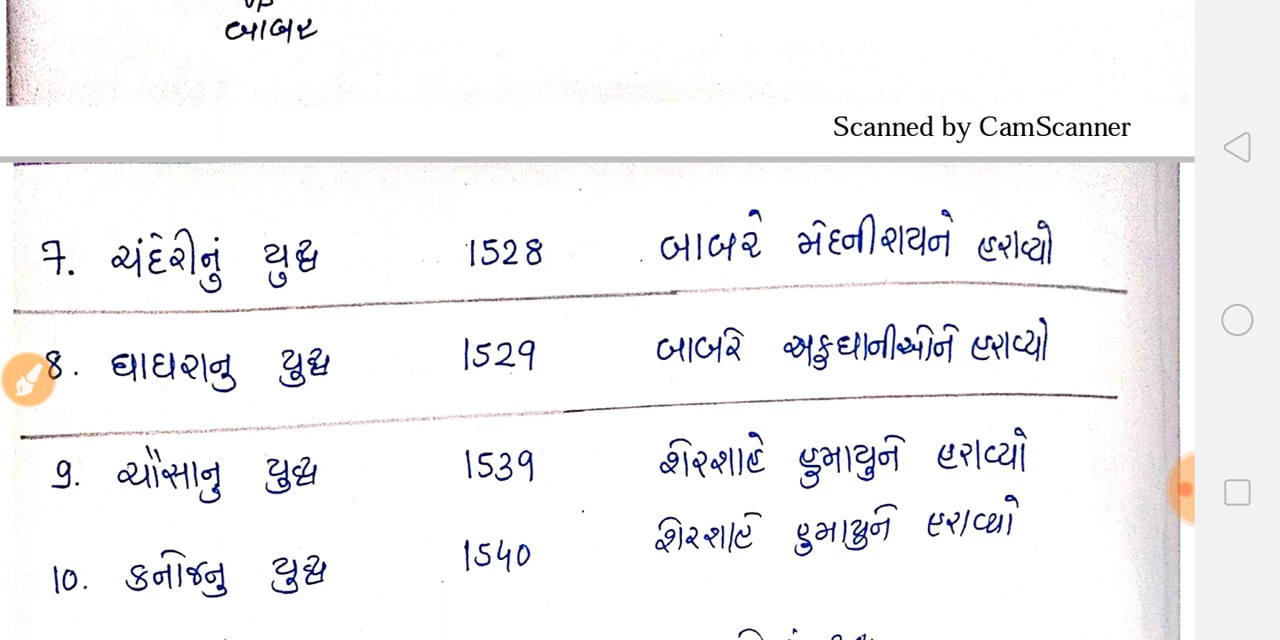 બાબર
Scanned by CamScanner
7. ચંદેરીનું યુદ્ધ 1528 બાબરે મેદનીરાયને હરાવ્યો
8. ઘાઘરાનુ યુદ્ધ 1529 બાબરે અફઘાનીઓને હરાવ્યો
9. ચૌસાનુ યુદ્ધ 1539 શેરશાહે હુમાયુને હરાવ્યો
10. કનોજનુ યુદ્ધ 1540 શેરશાહે હુમાયુને હરાવ્યો